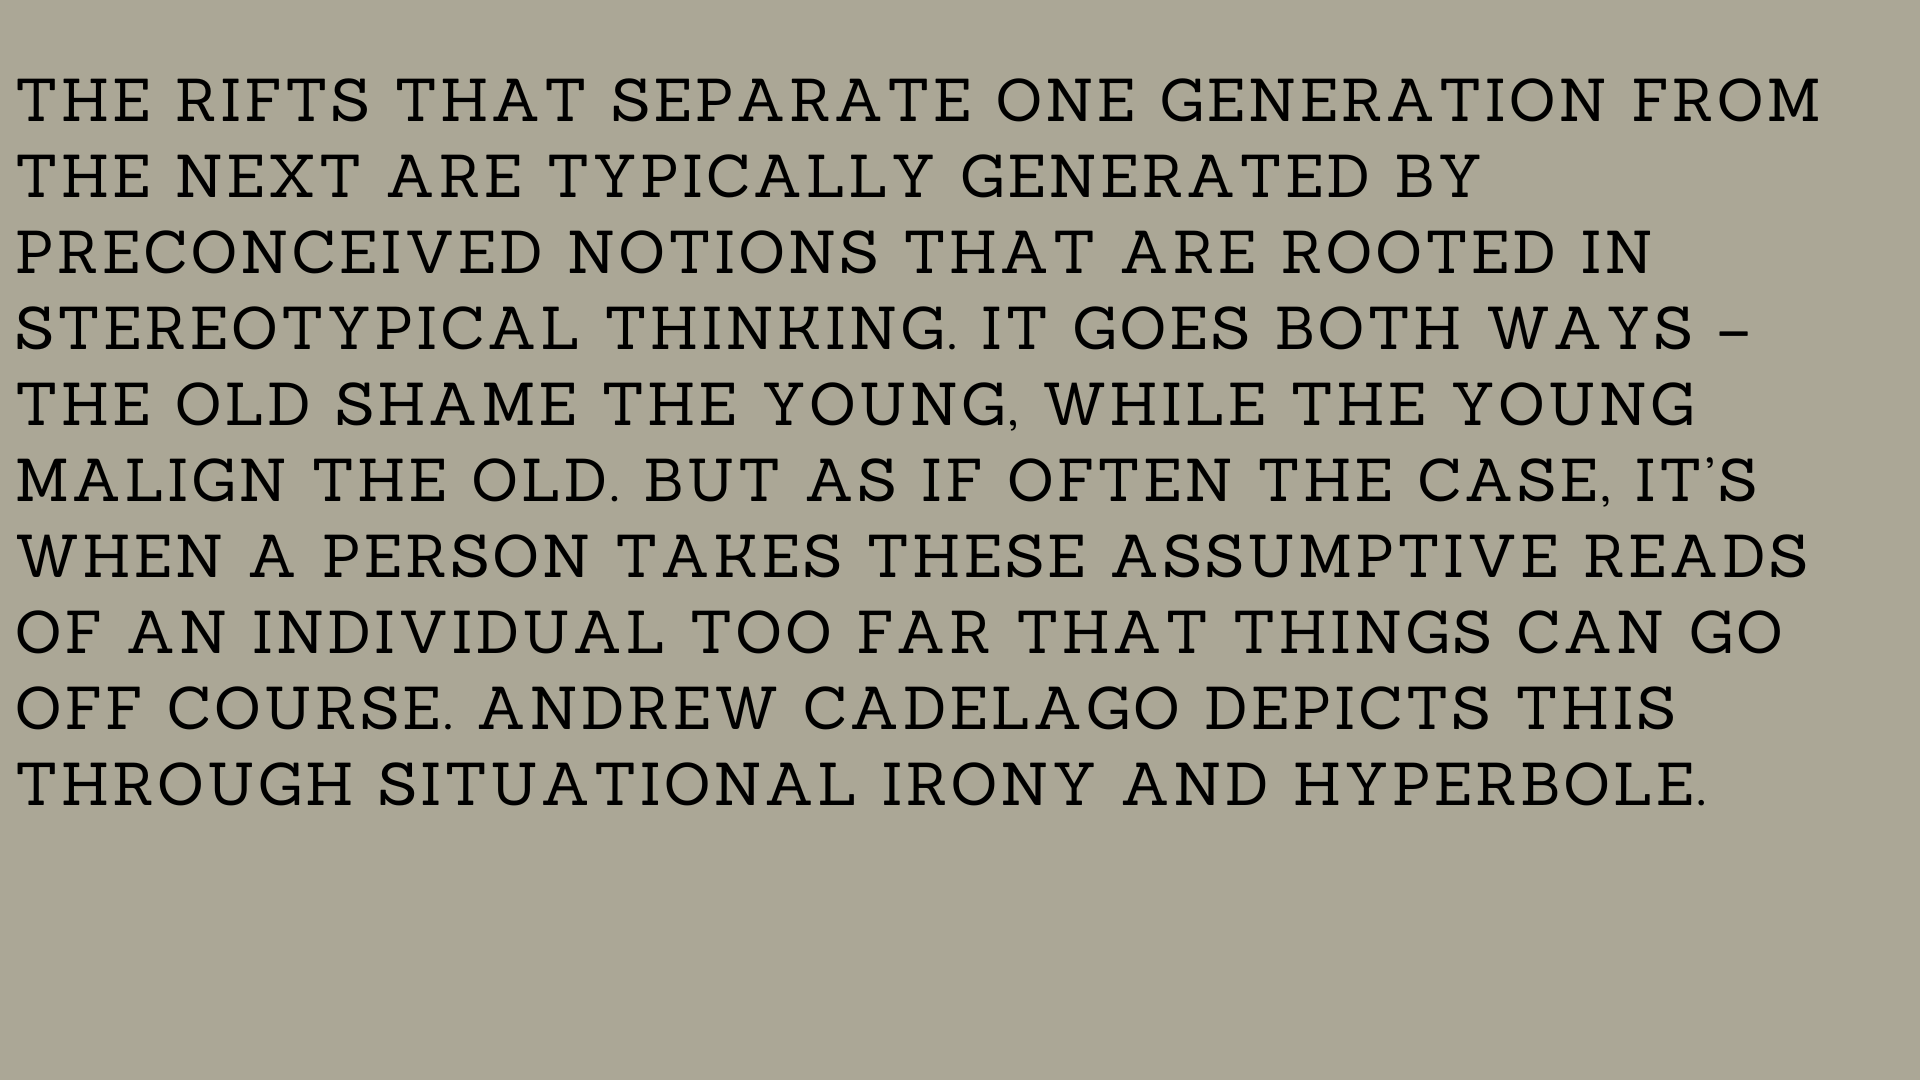 THE RIFTS THAT SEPARATE ONE GENERATION FROM
THE NEXT ARE TYPICALLY GENERATED BY
PRECONCEIVED NOTIONS THAT ARE ROOTED IN
STEREOTYPICAL THINKING. IT GOES BOTH WAYS –
THE OLD SHAME THE YOUNG, WHILE THE YOUNG
MALIGN THE OLD. BUT AS IF OFTEN THE CASE, IT’S
WHEN A PERSON TAKES THESE ASSUMPTIVE READS
OF AN INDIVIDUAL TOO FAR THAT THINGS CAN GO
OFF COURSE. ANDREW CADELAGO DEPICTS THIS
THROUGH SITUATIONAL IRONY AND HYPERBOLE.